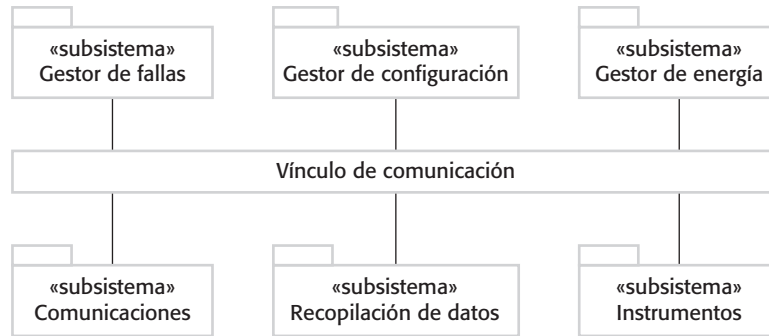 «subsistema»
Gestor de fallas
«subsistema»
Gestor de configuración
«subsistema»
Gestor de energía
Vínculo de comunicación
«subsistema»
Comunicaciones
«subsistema»
Recopilación de datos
«subsistema»
Instrumentos